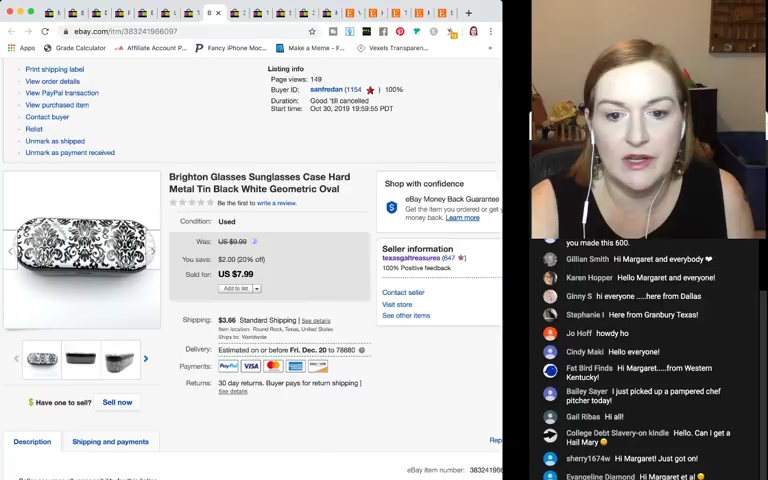 ebay.com/itm/383241966097
Apps
Grade Calculator
Affiliate Account P...
Fancy iPhone Moc...
Make a Meme - F...
Vexels Transparen...
Print shipping label
View order details
View PayPal transaction
View purchased item
Contact buyer
Relist
Unmark as shipped
Unmark as payment received
Listing info
Page views: 149
Buyer ID: sanfredan (1154 ) 100%
Duration: Good 'till cancelled
Start time: Oct 30, 2019 19:59:55 PDT
Brighton Glasses Sunglasses Case Hard
Metal Tin Black White Geometric Oval
Be the first to write a review.
Condition: Used
Was: US $9.99
You save: $2.00 (20% off)
Sold for: US $7.99
Add to list
Shipping: $3.66 Standard Shipping | See details
Item location: Round Rock, Texas, United States
Ships to: Worldwide
Delivery: Estimated on or before Fri. Dec. 20 to 78680
Payments: PayPal VISA
Returns: 30 day returns. Buyer pays for return shipping |
See details
Shop with confidence
eBay Money Back Guarantee
Get the item you ordered or get
money back. Learn more
Seller information
texasgaltreasures (647 )
100% Positive feedback
Contact seller
Visit store
See other items
$ Have one to sell? Sell now
Description
Shipping and payments
Rep
eBay item number: 383241966
you made this 600.
Gillian Smith Hi Margaret and everybody ❤
Karen Hopper Hello Margaret and everyone!
Ginny S hi everyone .....here from Dallas
Stephanie I Here from Granbury Texas!
Jo Hoff howdy ho
Cindy Maki Hello everyone!
Fat Bird Finds Hi Margaret.....from Western
Kentucky!
Bailey Sayer I just picked up a pampered chef
pitcher today!
Gail Ribas Hi all!
College Debt Slavery-on kindle Hello. Can I get a
Hail Mary 😀
sherry1674w Hi Margaret! Just got on!
Evangeline Diamond Hi Margaret et al 😀